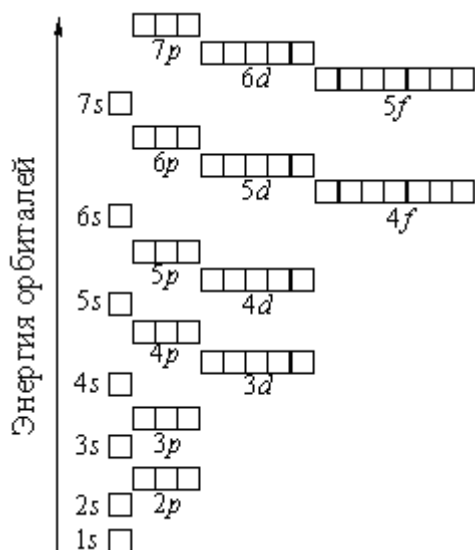 7p
6d
5f
7s
6p
5d
4f
6s
5p
4d
5s
4p
3d
4s
3p
3s
2p
2s
1s
Энергия орбиталей